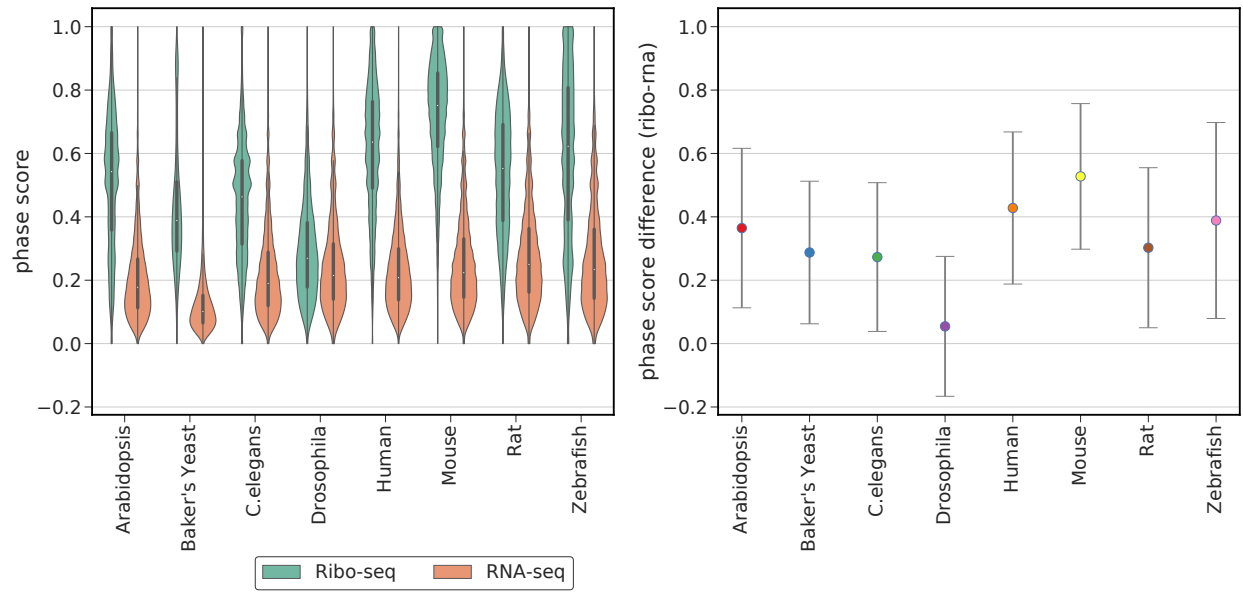 phase score
1.0
0.8
0.6
0.4
0.2
0.0
−0.2
Arabidopsis
Baker's Yeast
C.elegans
Drosophila
Human
Mouse
Rat
Zebrafish
Ribo-seq
RNA-seq
phase score difference (ribo-rna)
1.0
0.8
0.6
0.4
0.2
0.0
−0.2
Arabidopsis
Baker's Yeast
C.elegans
Drosophila
Human
Mouse
Rat
Zebrafish